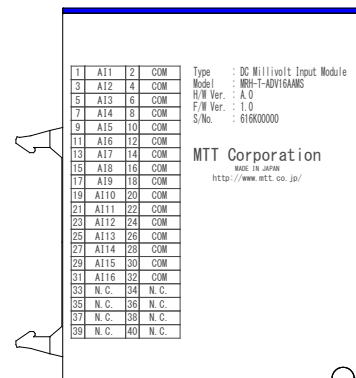 1 AI1 2 COM
3 AI2 4 COM
5 AI3 6 COM
7 AI4 8 COM
9 AI5 10 COM
11 AI6 12 COM
13 AI7 14 COM
15 AI8 16 COM
17 AI9 18 COM
19 AI10 20 COM
21 AI11 22 COM
23 AI12 24 COM
25 AI13 26 COM
27 AI14 28 COM
29 AI15 30 COM
31 AI16 32 COM
33 N.C. 34 N.C.
35 N.C. 36 N.C.
37 N.C. 38 N.C.
39 N.C. 40 N.C.
Type : DC Millivolt Input Module
Model : MRH-T-ADV16AAMS
H/W Ver. : A.0
F/W Ver. : 1.0
S/No. : 616K00000
MTT Corporation
MADE IN JAPAN
http://www.mtt.co.jp/